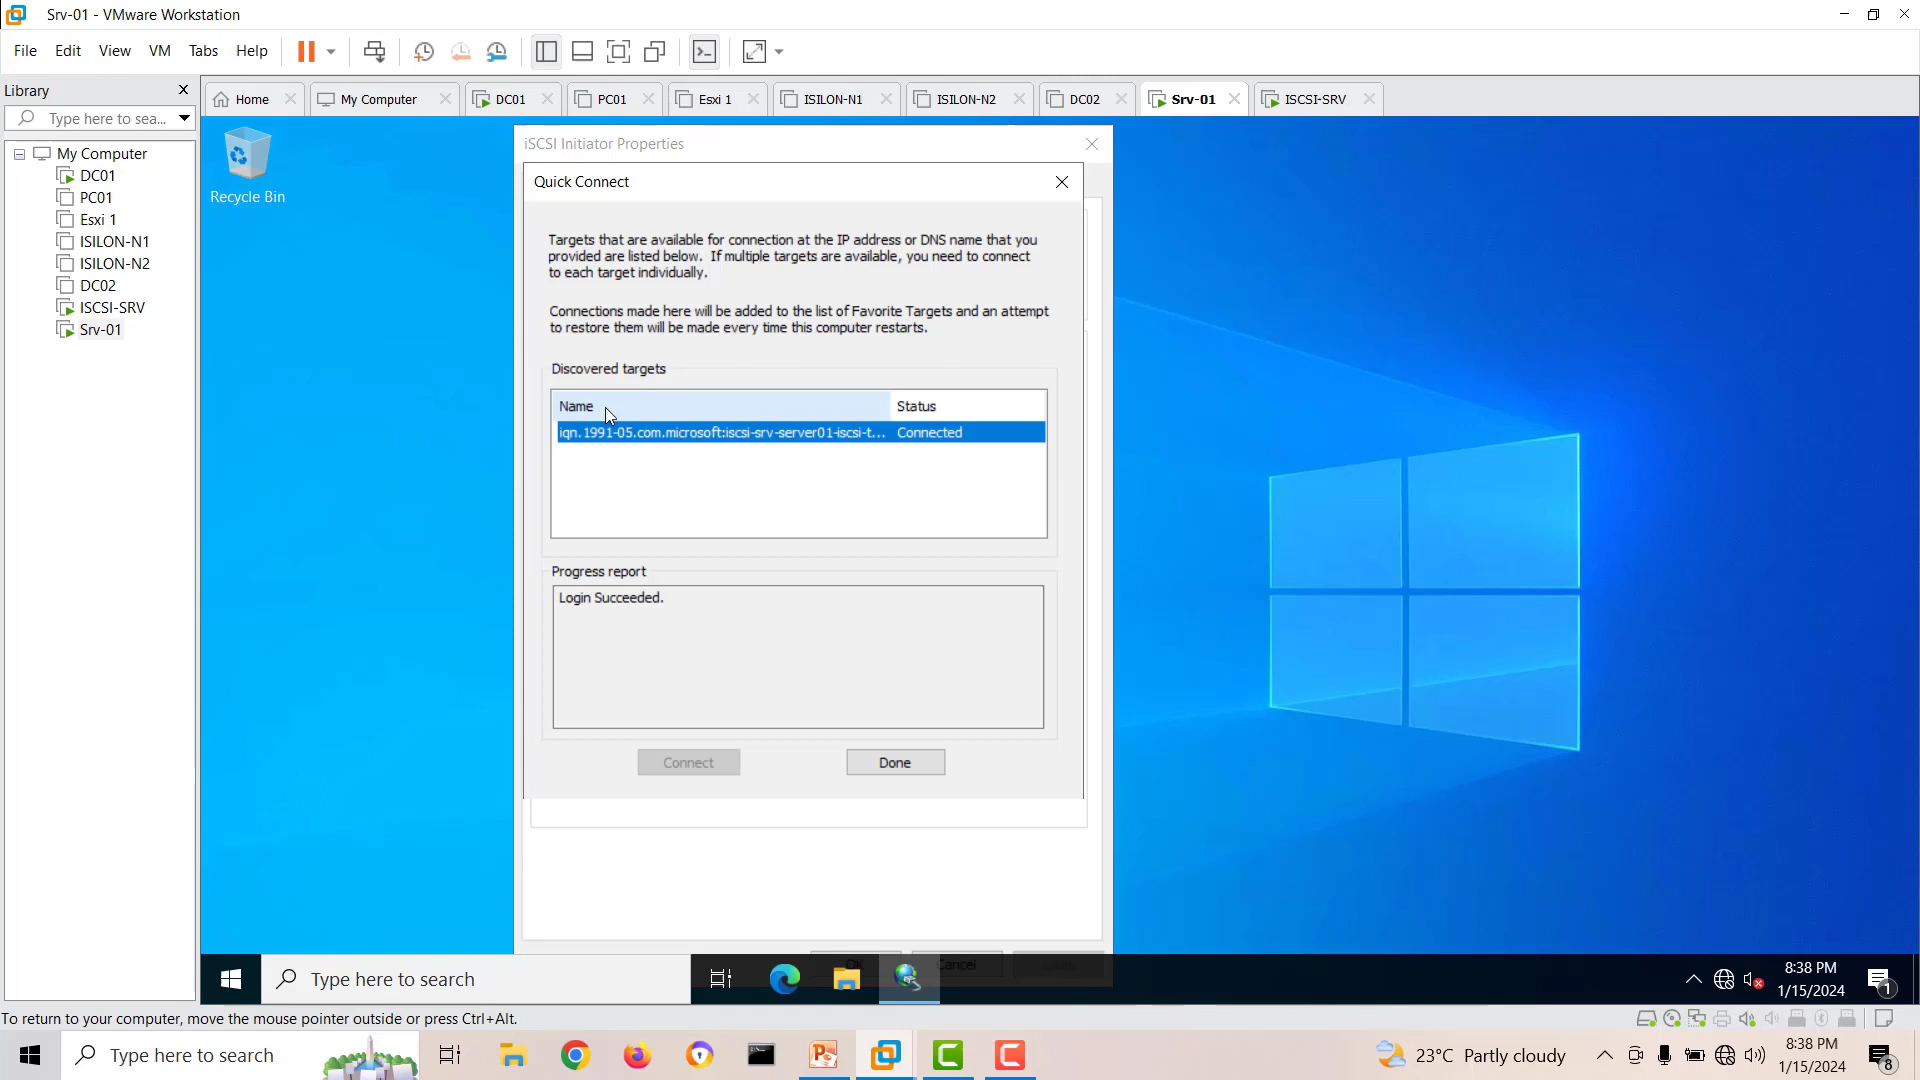 Srv-01 - VMware Workstation
File Edit View VM Tabs Help
Library
Type here to sea...
My Computer
DC01
PC01
Esxi 1
ISILON-N1
ISILON-N2
DC02
ISCSI-SRV
Srv-01
Home My Computer DC01 PC01 Esxi 1 ISILON-N1 ISILON-N2 DC02 Srv-01 ISCSI-SRV
Recycle Bin
iSCSI Initiator Properties
Quick Connect
Targets that are available for connection at the IP address or DNS name that you
provided are listed below. If multiple targets are available, you need to connect
to each target individually.
Connections made here will be added to the list of Favorite Targets and an attempt
to restore them will be made every time this computer restarts.
Discovered targets
Name Status
iqn.1991-05.com.microsoft:iscsi-srv-server01-iscsi-t... Connected
Progress report
Login Succeeded.
Connect Done
OK Cancel
Type here to search
8:38 PM
1/15/2024
1
To return to your computer, move the mouse pointer outside or press Ctrl+Alt.
Type here to search
23°C Partly cloudy
8:38 PM
1/15/2024
8